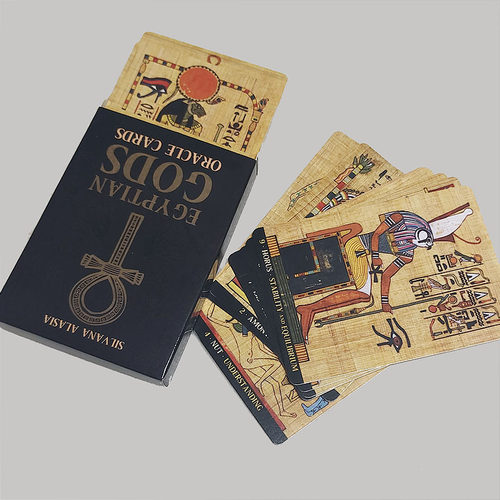 EGYPTIAN
GODS
ORACLE CARDS
SILVANA ALASIA
9 · HORUS · STABILITY AND EQUILIBRIUM
2 · AMUN
1 · NUT · UNDERSTANDING